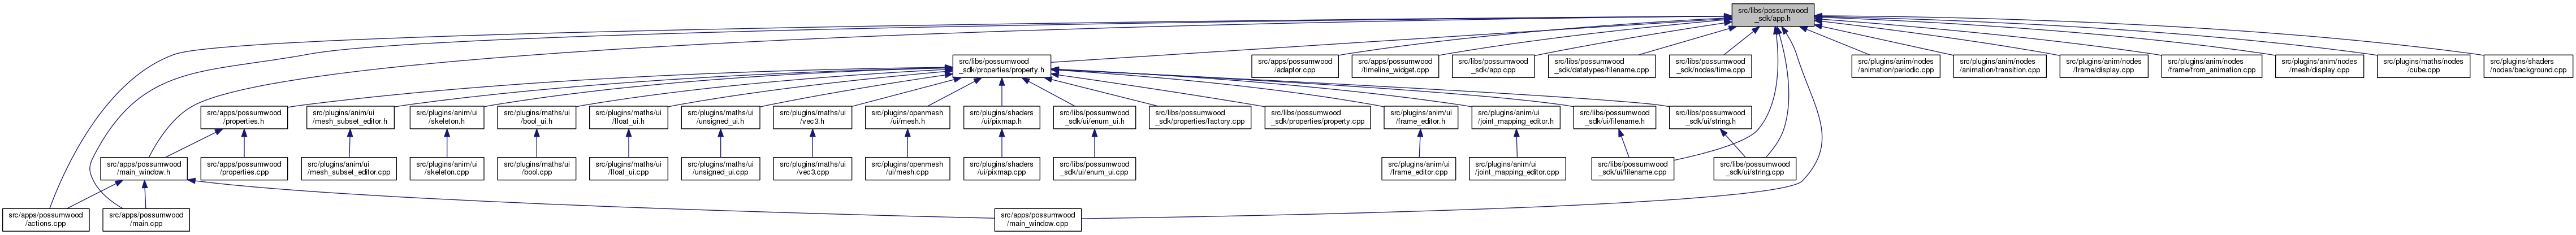 src/libs/possumwood
_sdk/app.h
src/libs/possumwood
_sdk/properties/property.h
src/apps/possumwood
/adaptor.cpp
src/apps/possumwood
/timeline_widget.cpp
src/libs/possumwood
_sdk/app.cpp
src/libs/possumwood
_sdk/datatypes/filename.cpp
src/libs/possumwood
_sdk/nodes/time.cpp
src/plugins/anim/nodes
/animation/periodic.cpp
src/plugins/anim/nodes
/animation/transition.cpp
src/plugins/anim/nodes
/frame/display.cpp
src/plugins/anim/nodes
/frame/from_animation.cpp
src/plugins/anim/nodes
/mesh/display.cpp
src/plugins/maths/nodes
/cube.cpp
src/plugins/shaders
/nodes/background.cpp
src/apps/possumwood
/properties.h
src/plugins/anim/ui
/mesh_subset_editor.h
src/plugins/anim/ui
/skeleton.h
src/plugins/maths/ui
/bool_ui.h
src/plugins/maths/ui
/float_ui.h
src/plugins/maths/ui
/unsigned_ui.h
src/plugins/maths/ui
/vec3.h
src/plugins/openmesh
/ui/mesh.h
src/plugins/shaders
/ui/pixmap.h
src/libs/possumwood
_sdk/ui/enum_ui.h
src/libs/possumwood
_sdk/properties/factory.cpp
src/libs/possumwood
_sdk/properties/property.cpp
src/plugins/anim/ui
/frame_editor.h
src/plugins/anim/ui
/joint_mapping_editor.h
src/libs/possumwood
_sdk/ui/filename.h
src/libs/possumwood
_sdk/ui/string.h
src/apps/possumwood
/main_window.h
src/apps/possumwood
/properties.cpp
src/plugins/anim/ui
/mesh_subset_editor.cpp
src/plugins/anim/ui
/skeleton.cpp
src/plugins/maths/ui
/bool.cpp
src/plugins/maths/ui
/float_ui.cpp
src/plugins/maths/ui
/unsigned_ui.cpp
src/plugins/maths/ui
/vec3.cpp
src/plugins/openmesh
/ui/mesh.cpp
src/plugins/shaders
/ui/pixmap.cpp
src/libs/possumwood
_sdk/ui/enum_ui.cpp
src/plugins/anim/ui
/frame_editor.cpp
src/plugins/anim/ui
/joint_mapping_editor.cpp
src/libs/possumwood
_sdk/ui/filename.cpp
src/libs/possumwood
_sdk/ui/string.cpp
src/apps/possumwood
/actions.cpp
src/apps/possumwood
/main.cpp
src/apps/possumwood
/main_window.cpp